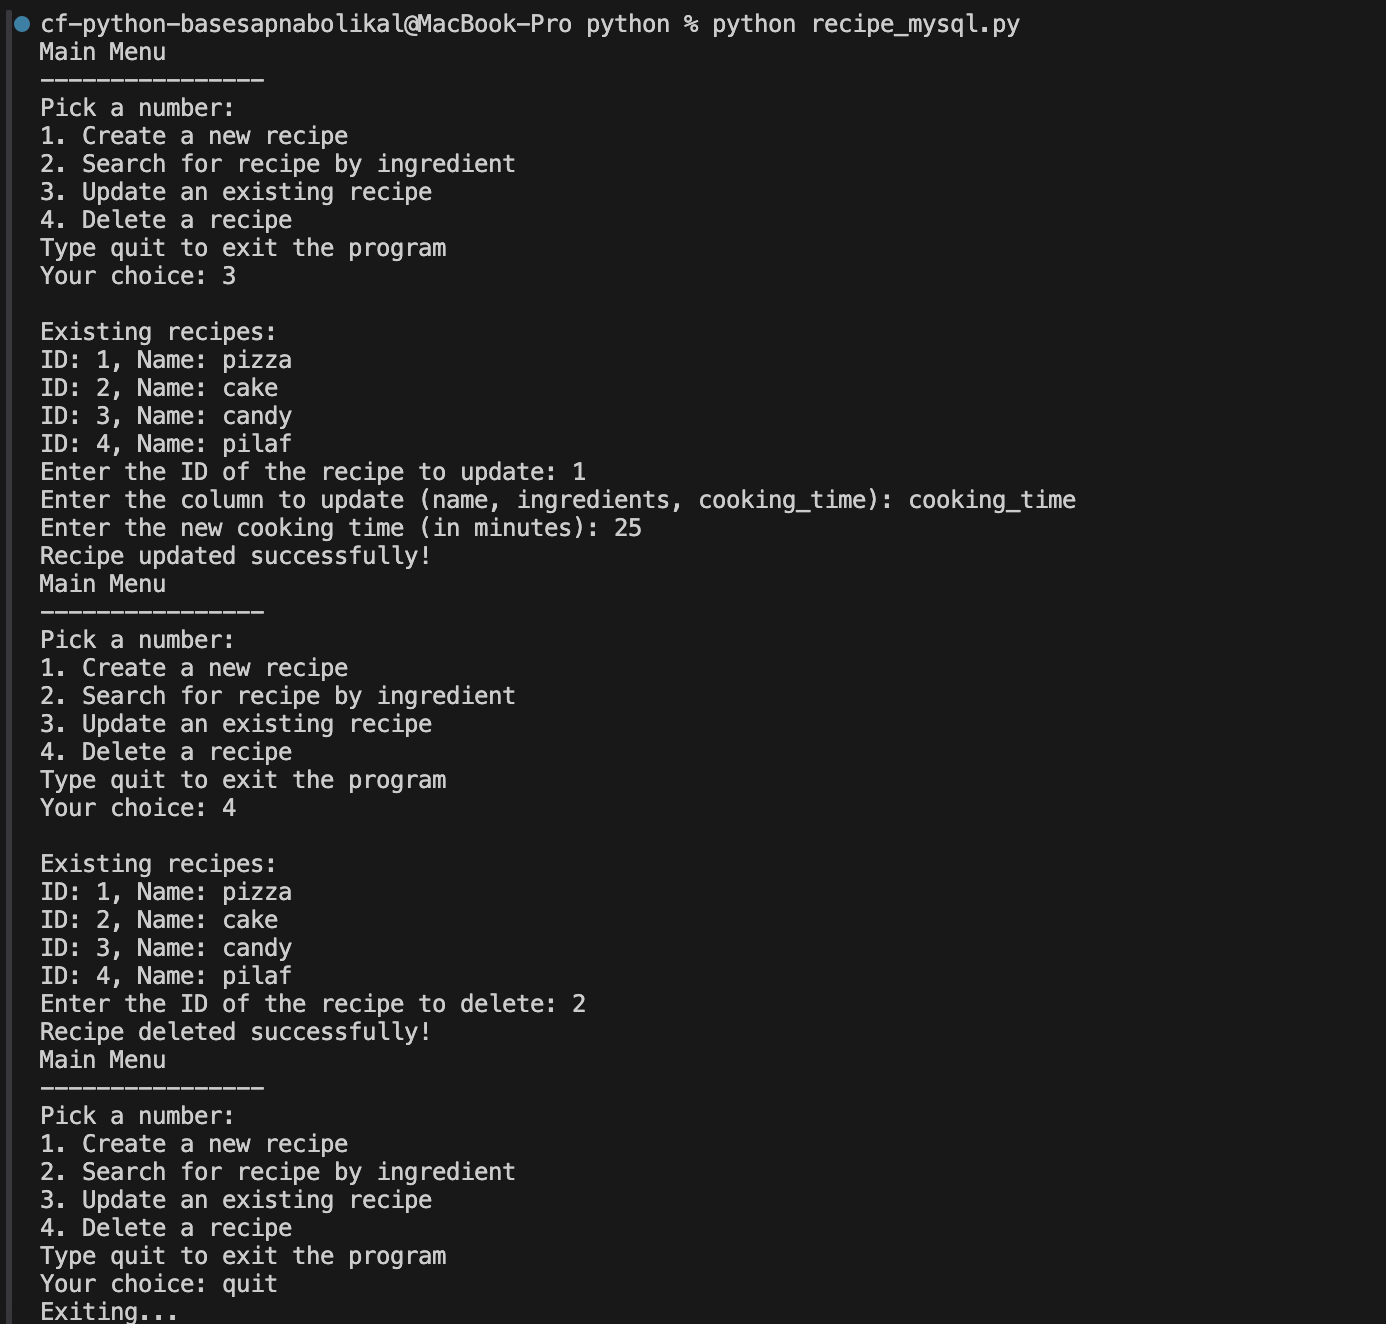 cf-python-basesapnabolikal@MacBook-Pro python % python recipe_mysql.py
Main Menu
----------------
Pick a number:
1. Create a new recipe
2. Search for recipe by ingredient
3. Update an existing recipe
4. Delete a recipe
Type quit to exit the program
Your choice: 3
Existing recipes:
ID: 1, Name: pizza
ID: 2, Name: cake
ID: 3, Name: candy
ID: 4, Name: pilaf
Enter the ID of the recipe to update: 1
Enter the column to update (name, ingredients, cooking_time): cooking_time
Enter the new cooking time (in minutes): 25
Recipe updated successfully!
Main Menu
----------------
Pick a number:
1. Create a new recipe
2. Search for recipe by ingredient
3. Update an existing recipe
4. Delete a recipe
Type quit to exit the program
Your choice: 4
Existing recipes:
ID: 1, Name: pizza
ID: 2, Name: cake
ID: 3, Name: candy
ID: 4, Name: pilaf
Enter the ID of the recipe to delete: 2
Recipe deleted successfully!
Main Menu
----------------
Pick a number:
1. Create a new recipe
2. Search for recipe by ingredient
3. Update an existing recipe
4. Delete a recipe
Type quit to exit the program
Your choice: quit
Exiting...